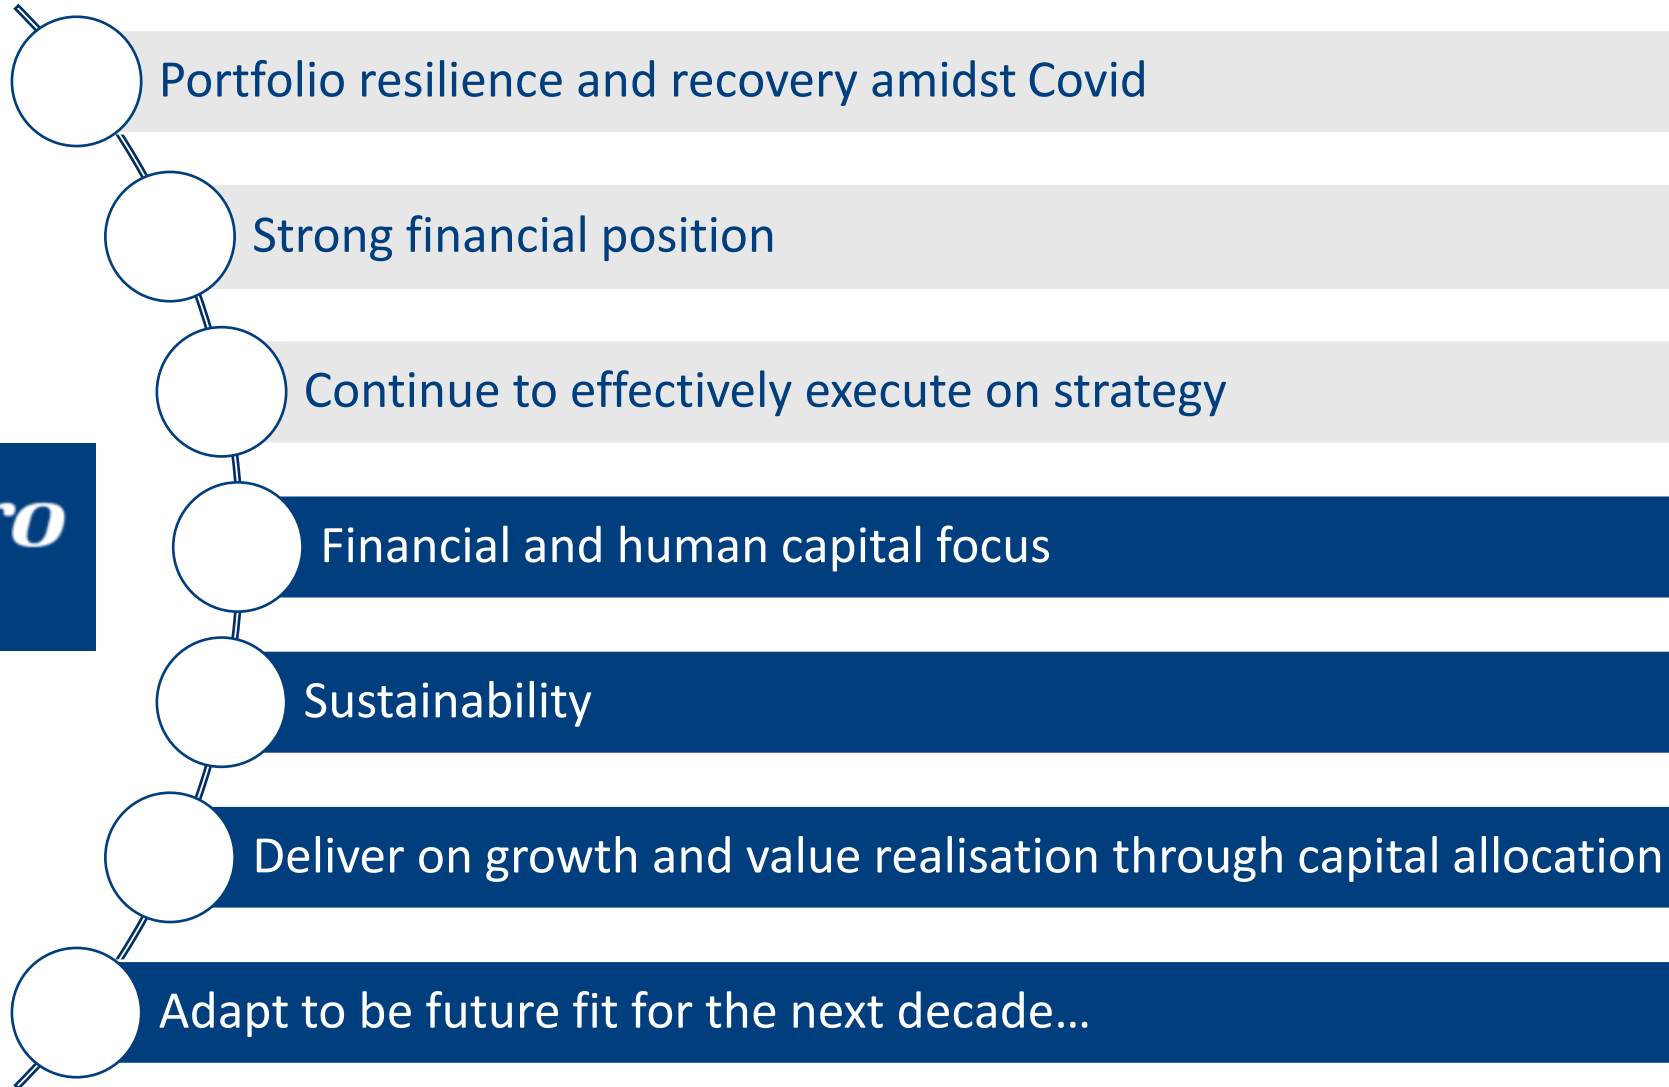 Portfolio resilience and recovery amidst Covid
Strong financial position
Continue to effectively execute on strategy
ro
Financial and human capital focus
Sustainability
Deliver on growth and value realisation through capital allocation
Adapt to be future fit for the next decade...